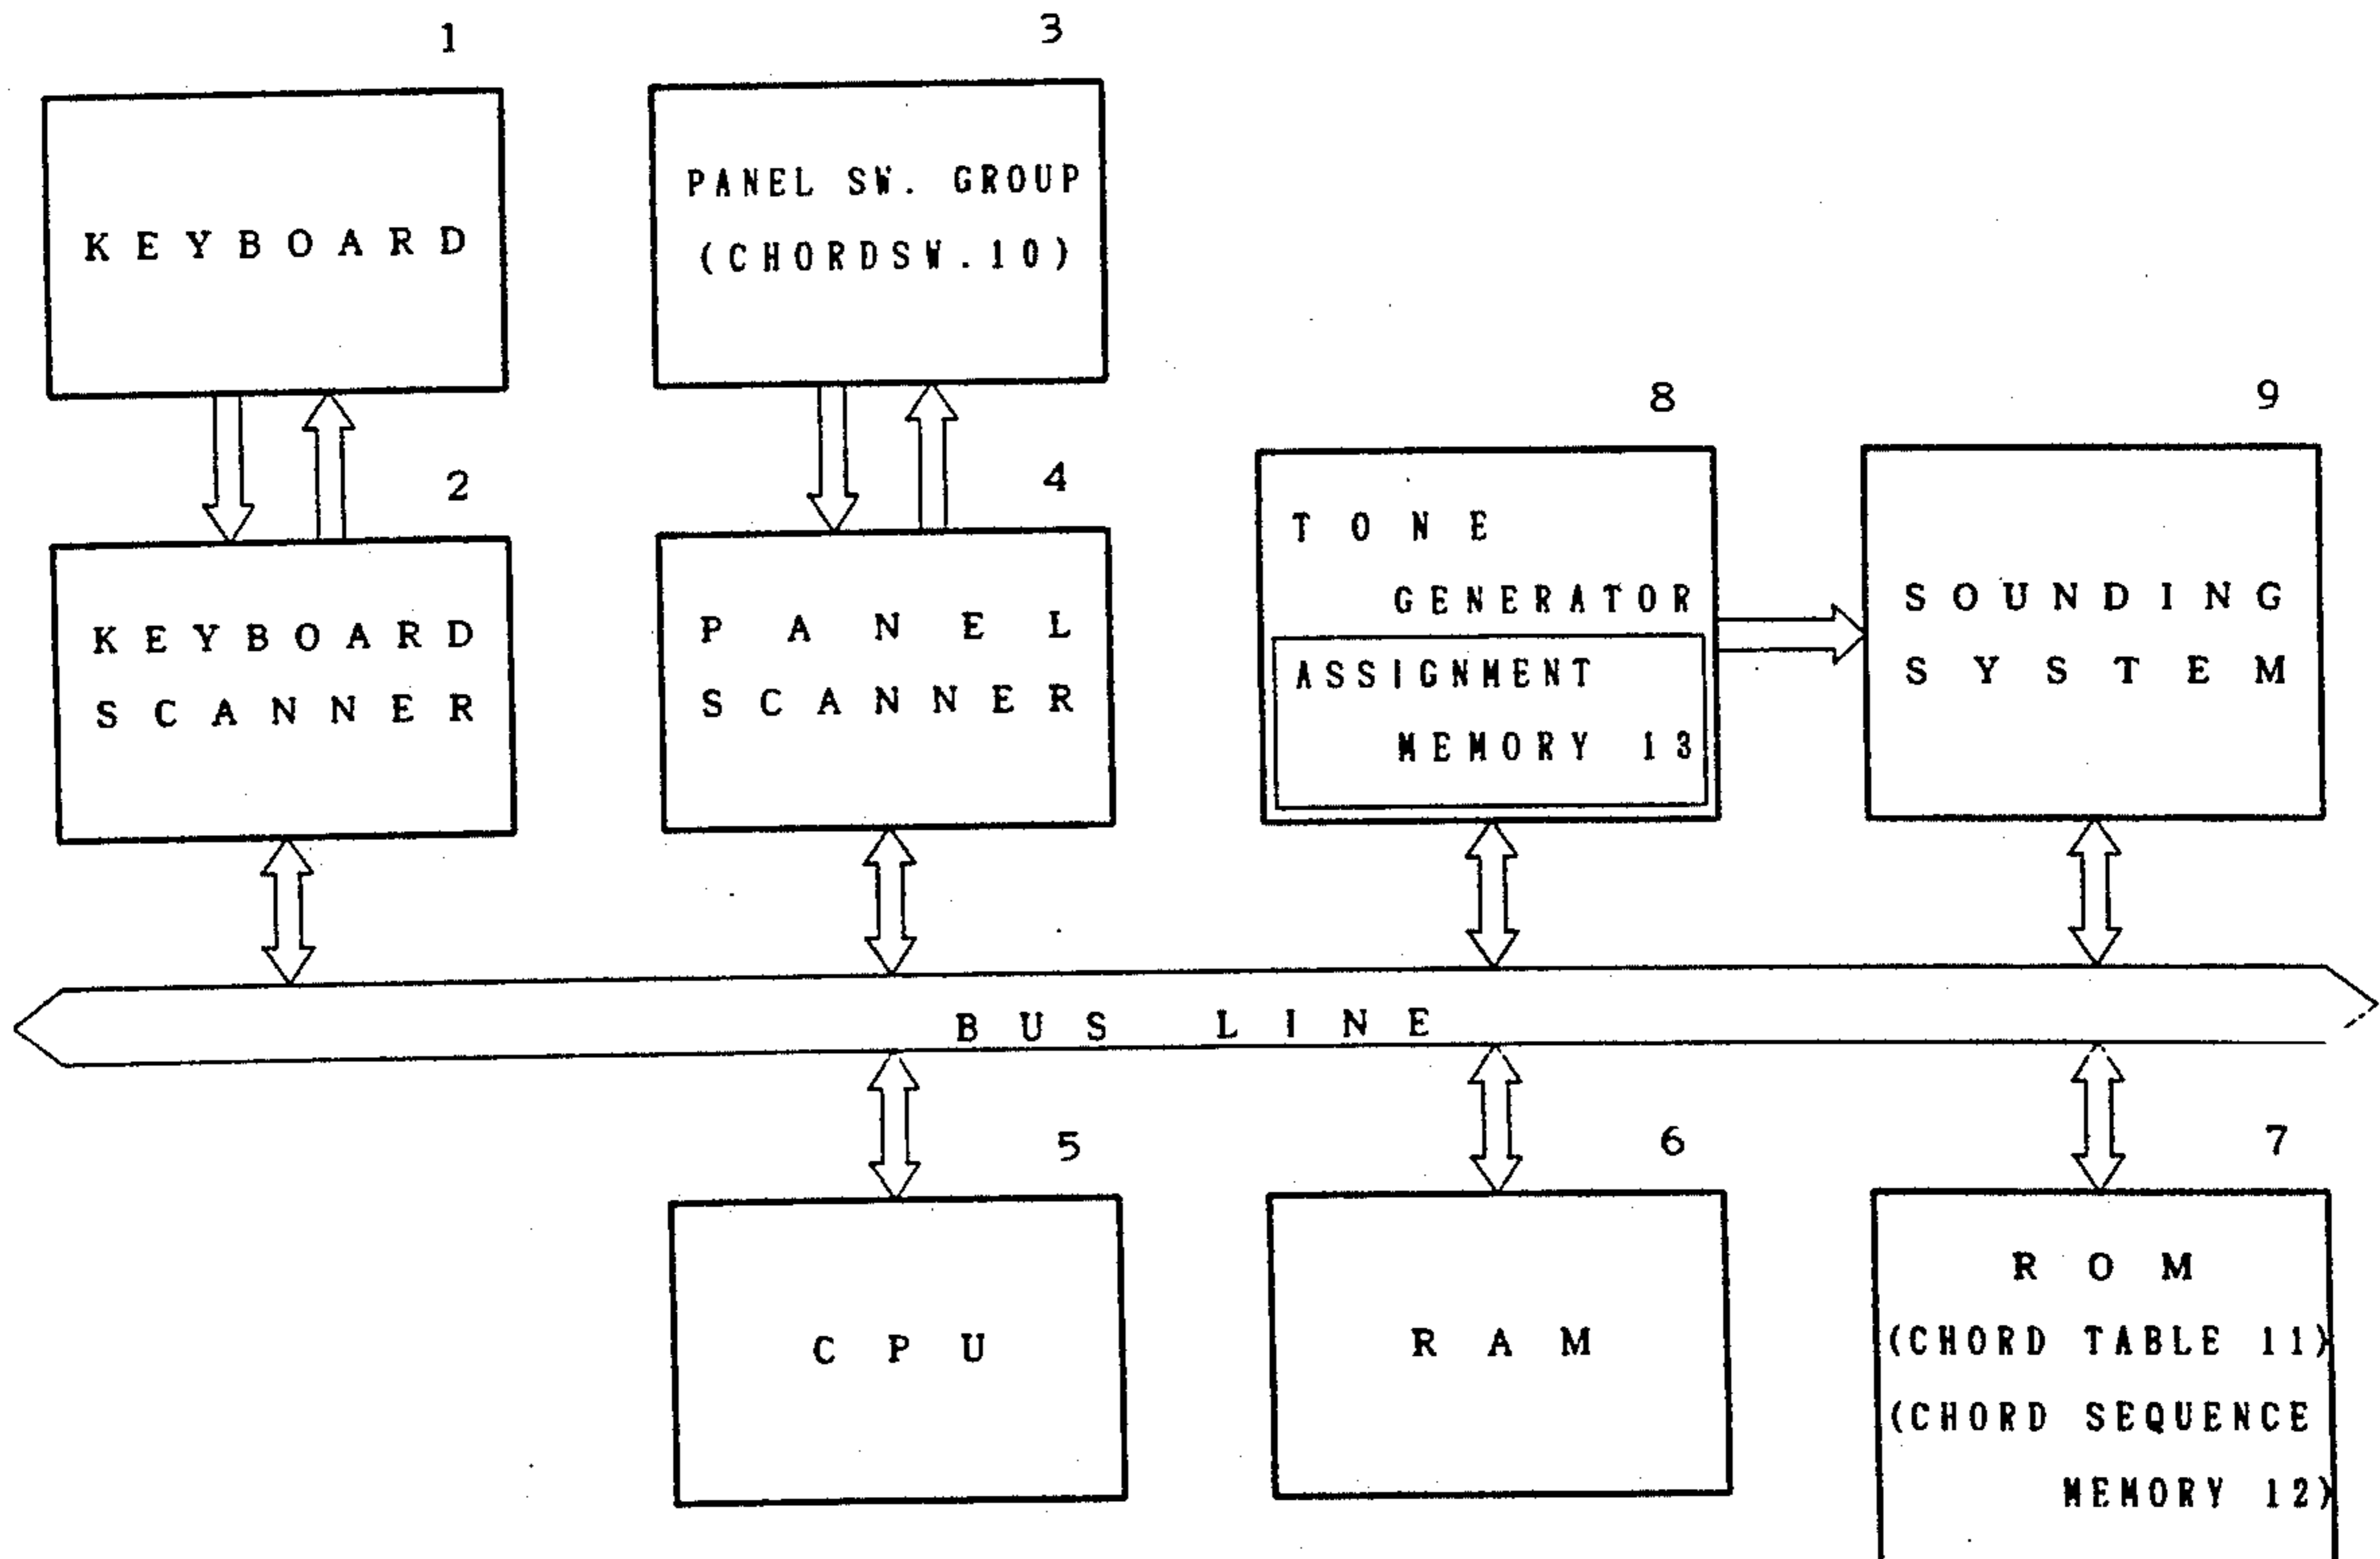 1
KEYBOARD
2
KEYBOARD
SCANNER
3
PANEL SW. GROUP
(CHORDSW.10)
4
PANEL
SCANNER
8
TONE
GENERATOR
ASSIGNMENT
MEMORY 13
9
SOUNDING
SYSTEM
BUS LINE
5
CPU
6
RAM
7
ROM
(CHORD TABLE 11)
(CHORD SEQUENCE
MEMORY 12)